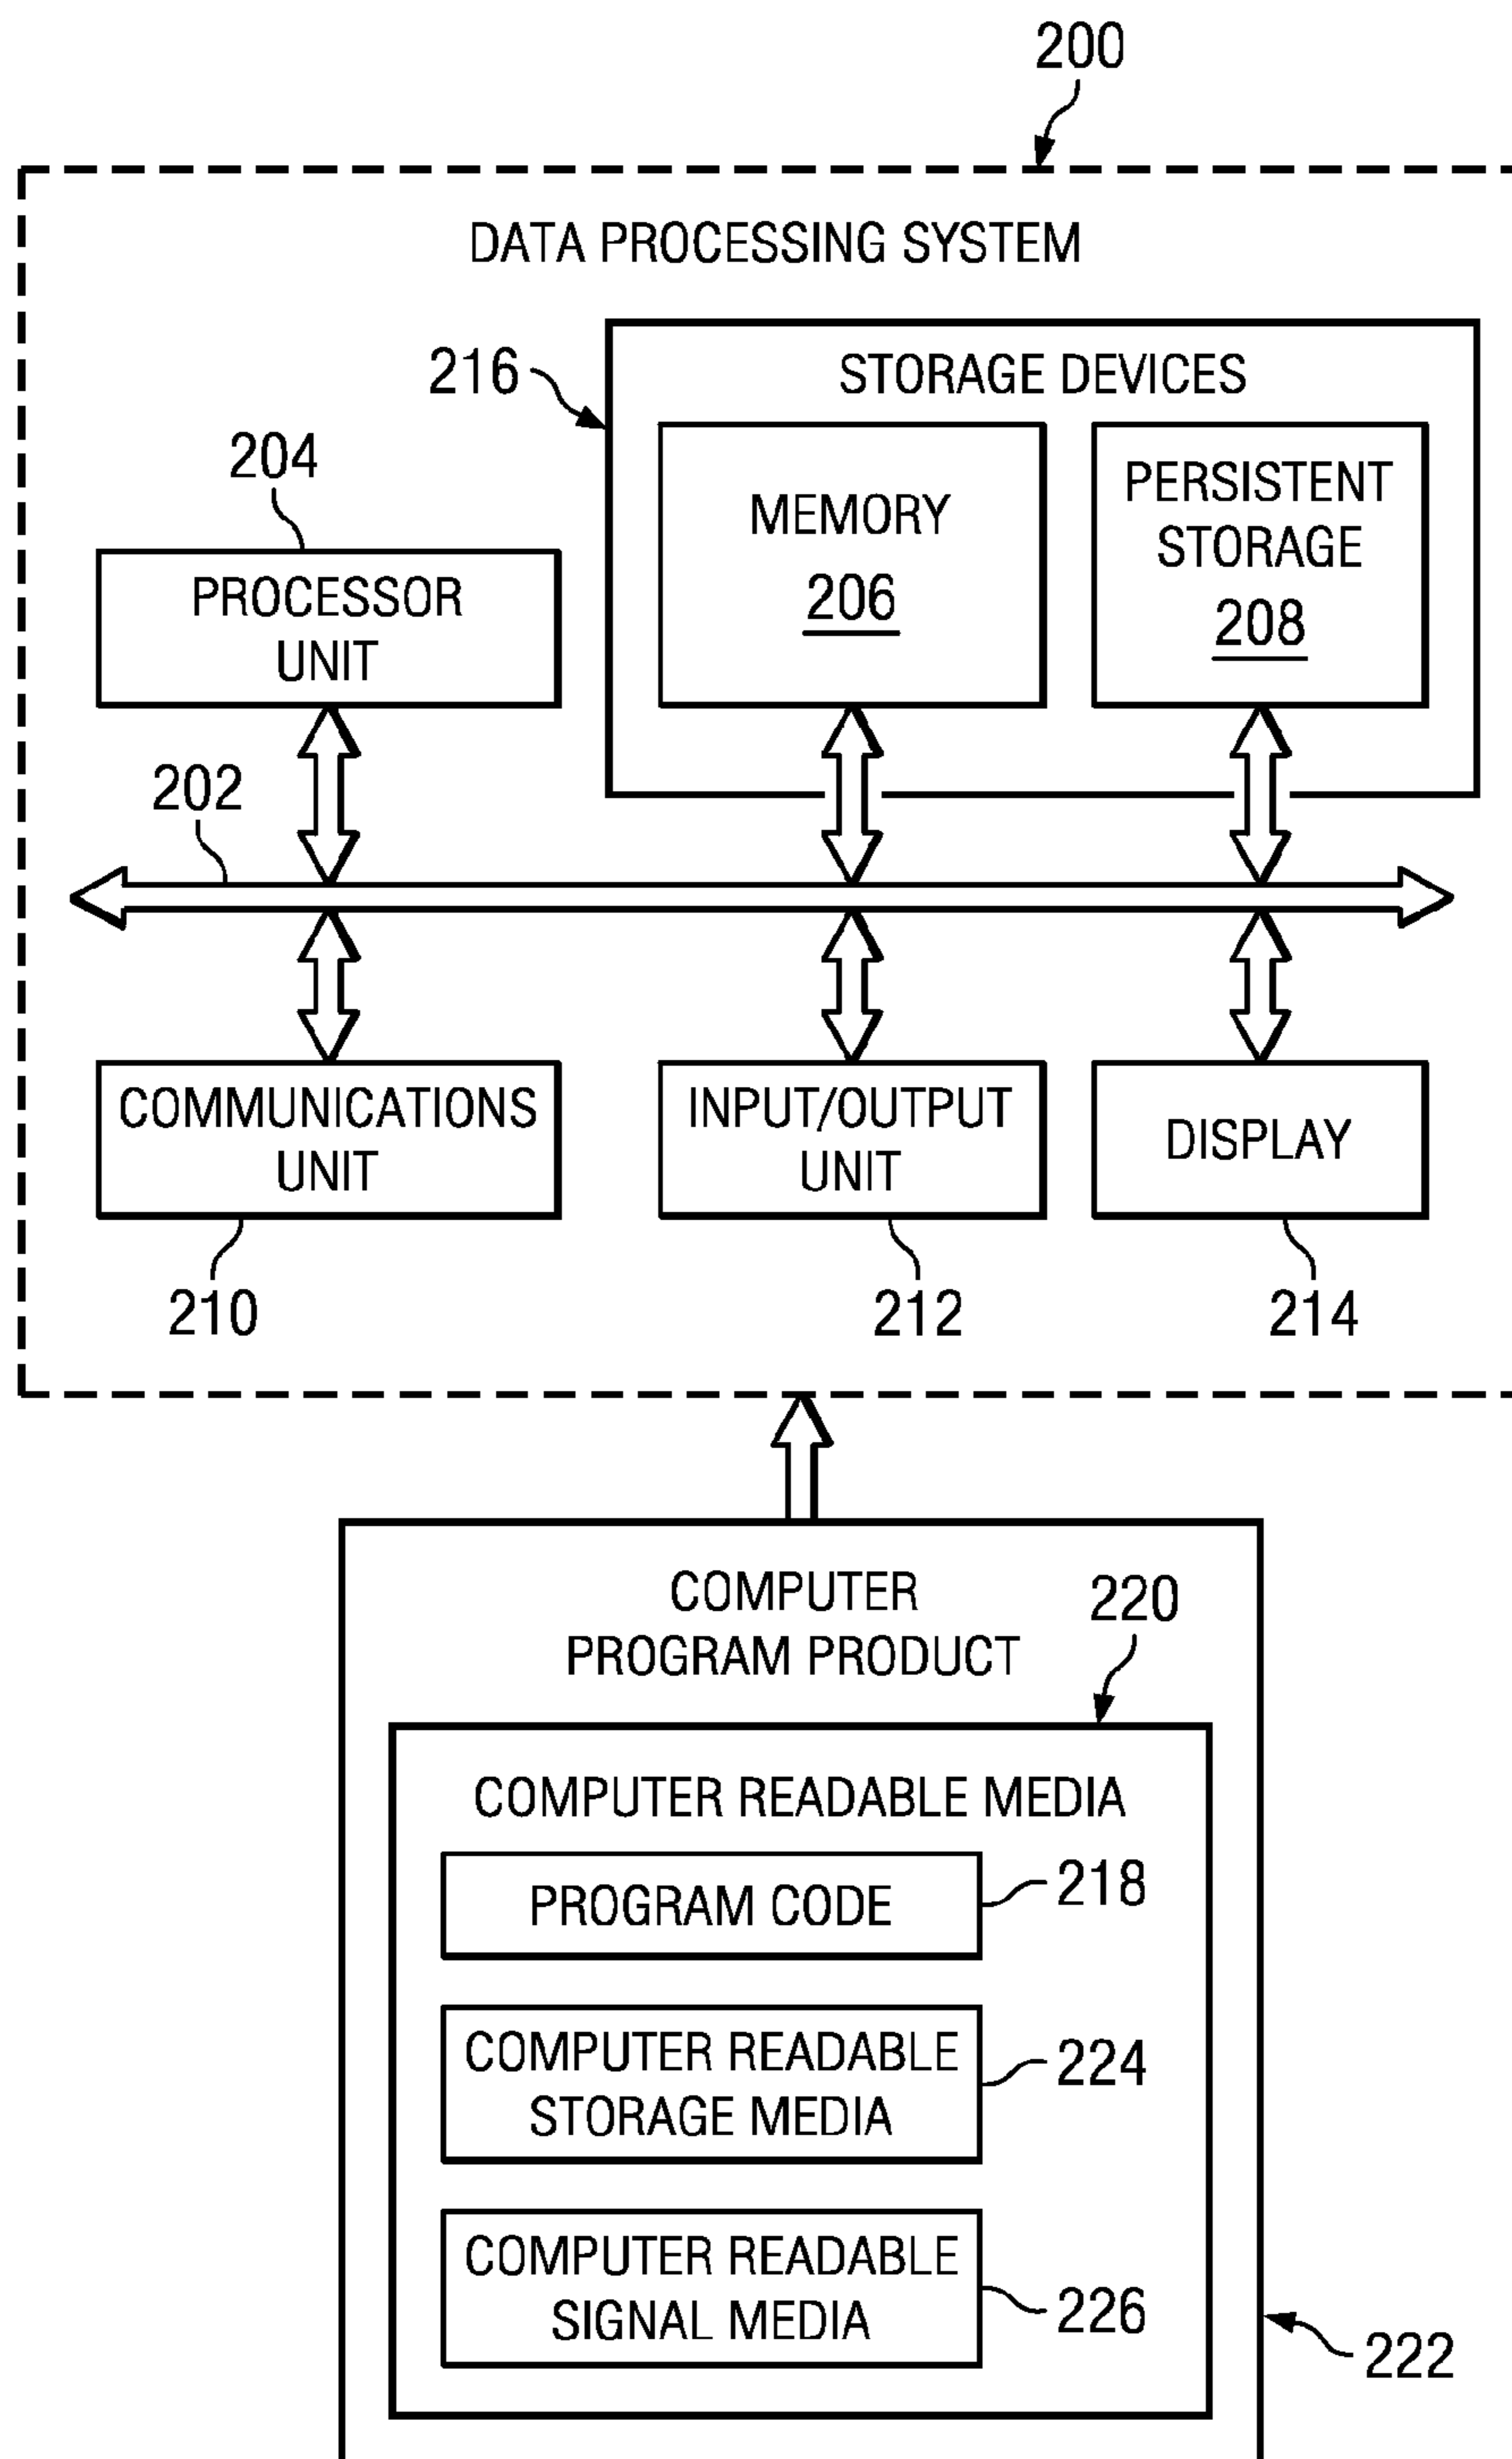 200
DATA PROCESSING SYSTEM
216
STORAGE DEVICES
204
MEMORY
206
PERSISTENT
STORAGE
208
PROCESSOR
UNIT
202
COMMUNICATIONS
UNIT
INPUT/OUTPUT
UNIT
DISPLAY
210
212
214
COMPUTER
PROGRAM PRODUCT
220
COMPUTER READABLE MEDIA
PROGRAM CODE
218
COMPUTER READABLE
STORAGE MEDIA
224
COMPUTER READABLE
SIGNAL MEDIA
226
222